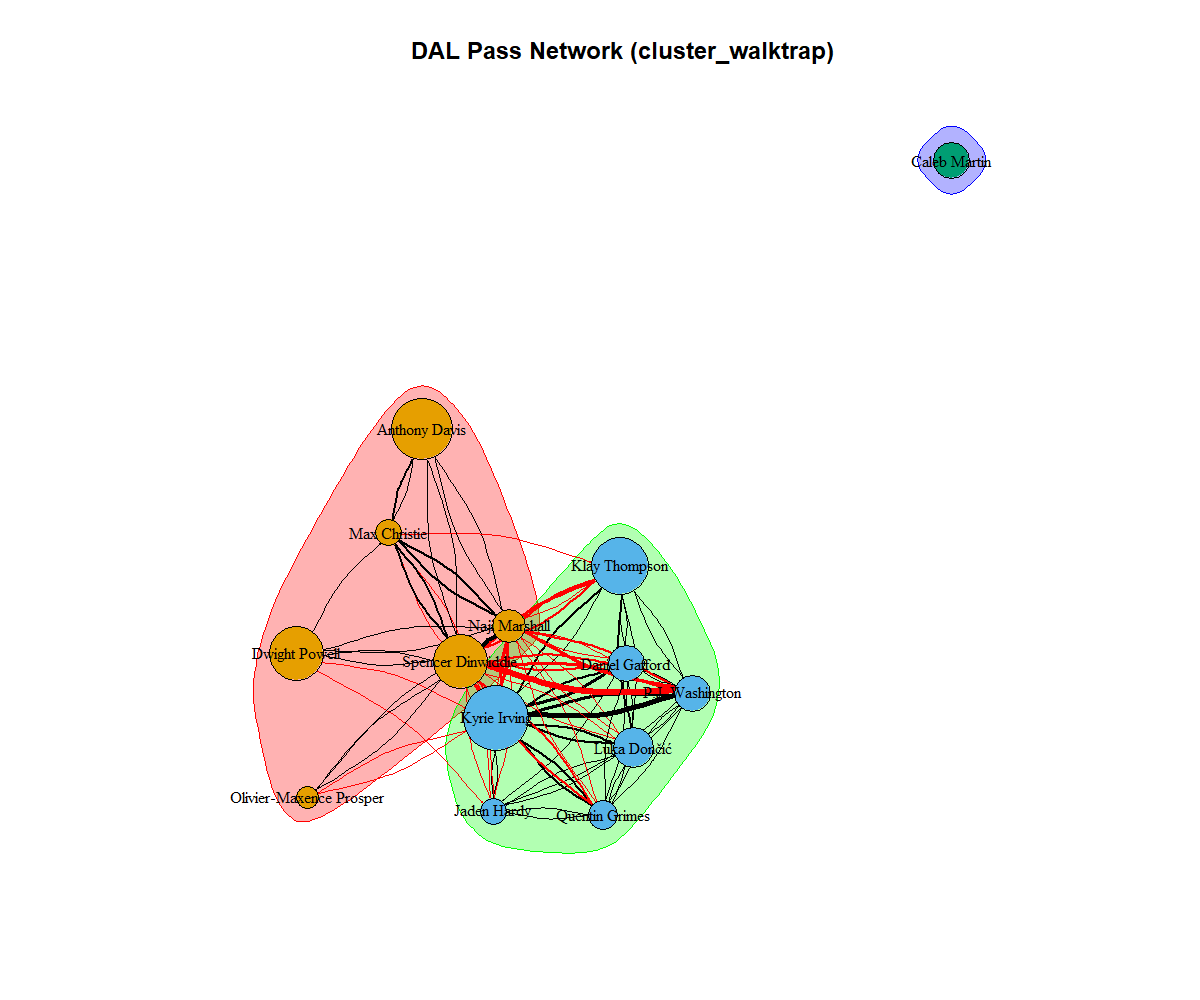 DAL Pass Network (cluster_walktrap)
Caleb Martin
Anthony Davis
Max Christie
Klay Thompson
Naji Marshall
Dwight Powell
Spencer Dinwiddie
Daniel Gafford
P.J. Washington
Kyrie Irving
Luka Dončić
Olivier-Maxence Prosper
Jaden Hardy
Quentin Grimes